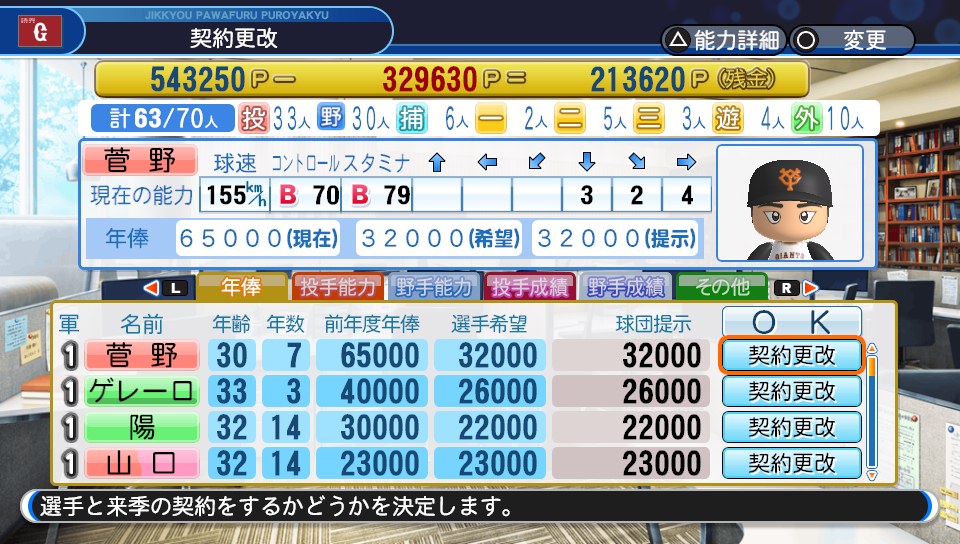 JIKKYOU PAWAFURU PUROYAKYU
読売 G 契約更改 △能力詳細 ○ 変更
543250P－ 329630P＝ 213620P(残金)
計63/70人 投33人 野30人 捕 6人 一 2人 二 5人 三 3人 遊 4人 外10人
菅 野 球速 コントロール スタミナ ↑ ← ↙ ↓ ↘ →
現在の能力 155km/h B 70 B 79 3 2 4
年俸 65000(現在) 32000(希望) 32000(提示)
YG
GIANTS
L 年俸 投手能力 野手能力 投手成績 野手成績 その他 R
軍 名前 年齢 年数 前年度年俸 選手希望 球団提示 OK
1 菅 野 30 7 65000 32000 32000 契約更改
1 ゲレーロ 33 3 40000 26000 26000 契約更改
1 陽 32 14 30000 22000 22000 契約更改
1 山 口 32 14 23000 23000 23000 契約更改
選手と来季の契約をするかどうかを決定します。